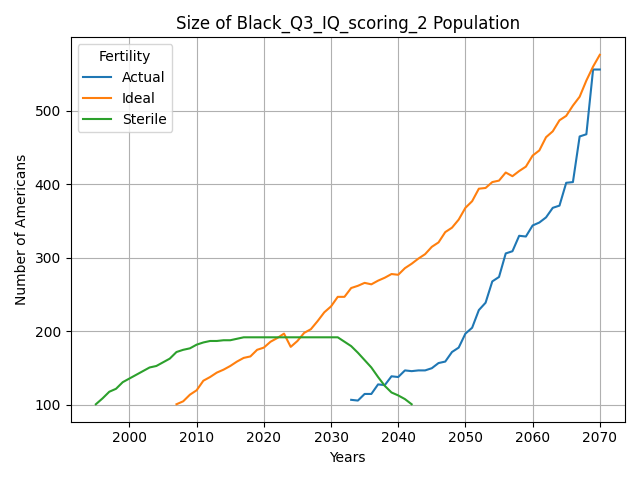 Size of Black_Q3_IQ_scoring_2 Population
Fertility
Actual
Ideal
Sterile
Number of Americans
500
400
300
200
100
2000 2010 2020 2030 2040 2050 2060 2070
Years